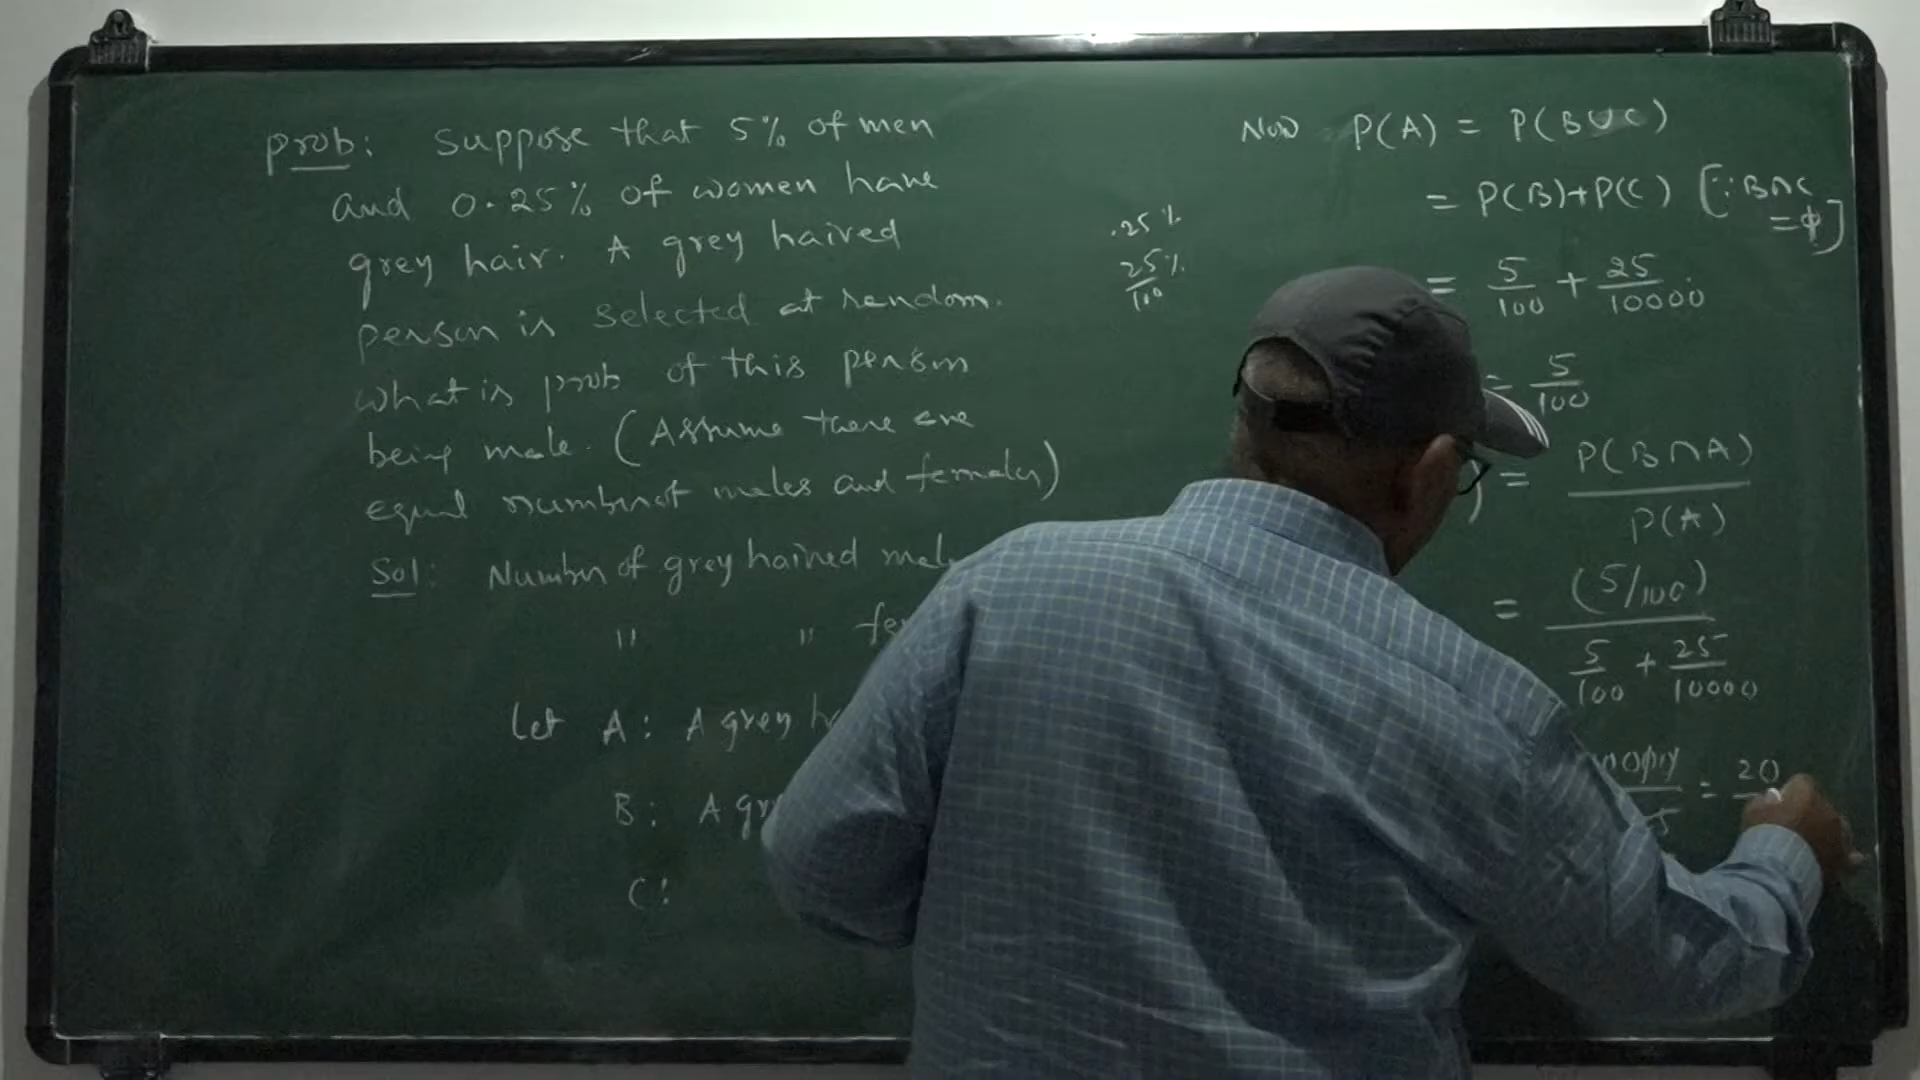 prob: Suppose that 5% of men
and 0.25% of women have
grey hair. A grey haired
person is selected at random.
What is prob of this person
being male. (Assume there are
equal number of males and females)
Sol: Number of grey haired
" "
Let A: A grey
B: A
C:
.25%
25%
100
Now P(A) = P(B∪C)
= P(B)+P(C) [∵ B∩C
=φ]
= 5/100 + 25/10000
= 5/100
) = P(B∩A)/P(A)
= (5/100)
5/100 + 25/10000
= 20